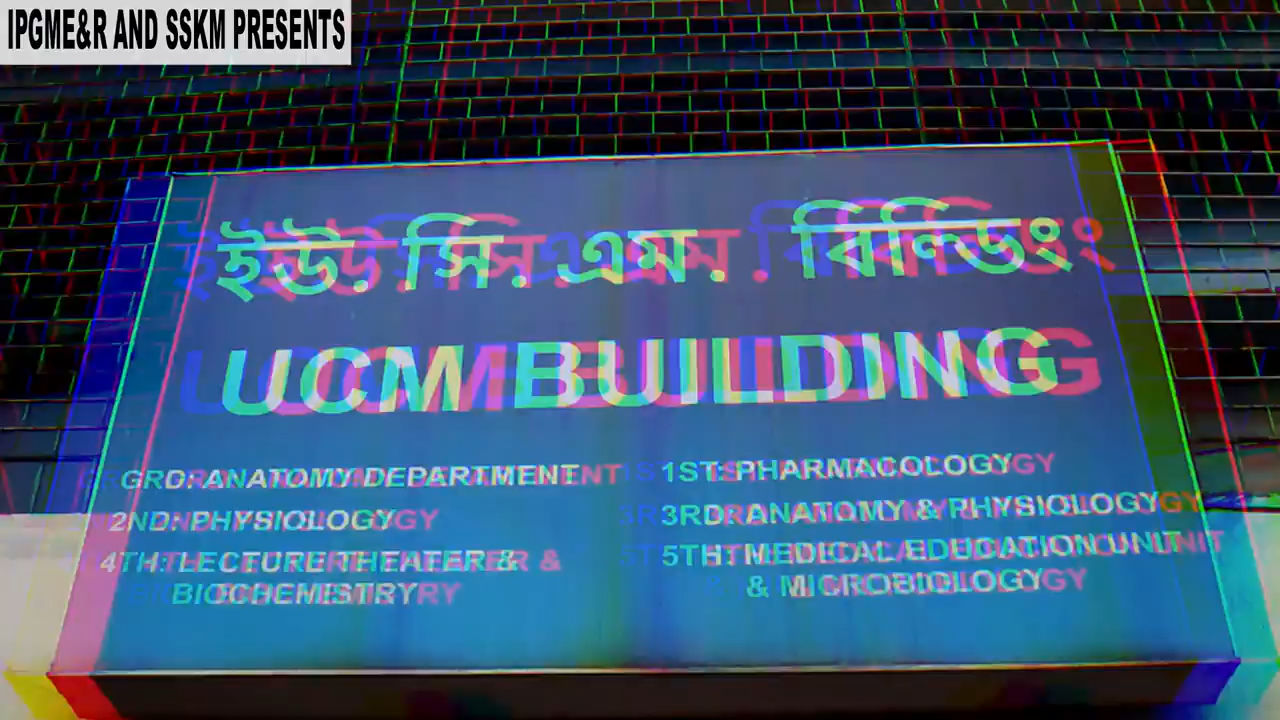 IPGME&R AND SSKM PRESENTS
ইউ. সি. এম. বিল্ডিং
UCM BUILDING
GRD: ANATOMY DEPARTMENT
1ST: PHARMACOLOGY
2ND: PHYSIOLOGY
3RD: ANATOMY & PHYSIOLOGY
4TH: LECTURE THEATER &
BIOCHEMISTRY
5TH: MEDICAL EDUCATION UNIT
& MICROBIOLOGY